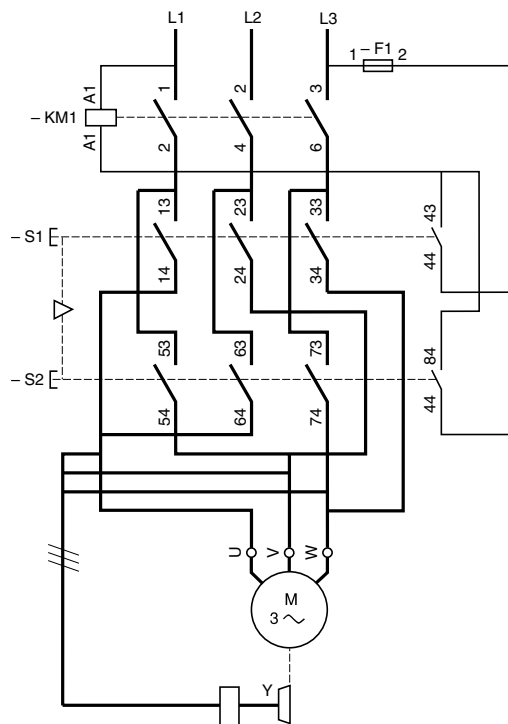 L1 L2 L3
1 – F1 2
A1 1 2 3
– KM1
A1 2 4 6
13 23 33 43
– S1
14 24 34 44
53 63 73 84
– S2
54 64 74 44
U V W
M
3
Y